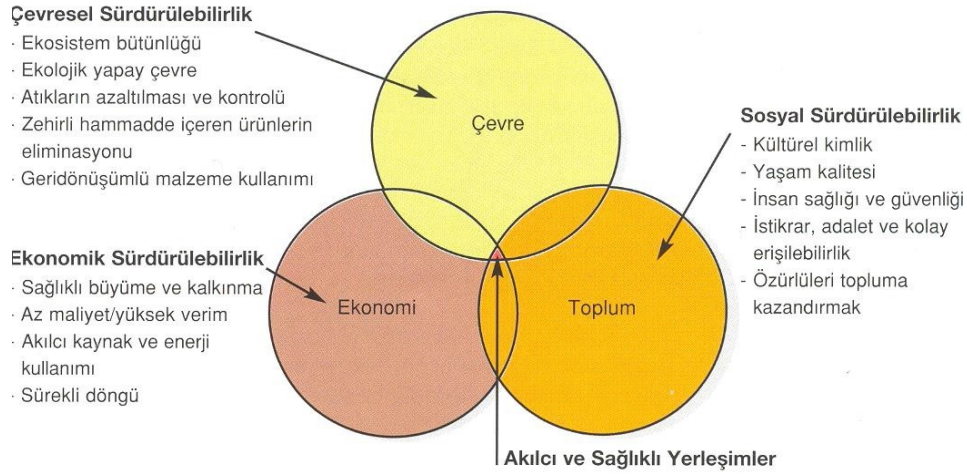 Çevresel Sürdürülebilirlik
· Ekosistem bütünlüğü
· Ekolojik yapay çevre
· Atıkların azaltılması ve kontrolü
· Zehirli hammadde içeren ürünlerin
eliminasyonu
· Geridönüşümlü malzeme kullanımı
Çevre
Sosyal Sürdürülebilirlik
- Kültürel kimlik
- Yaşam kalitesi
- İnsan sağlığı ve güvenliği
- İstikrar, adalet ve kolay
erişilebilirlik
- Özürlüleri topluma
kazandırmak
Ekonomik Sürdürülebilirlik
· Sağlıklı büyüme ve kalkınma
· Az maliyet/yüksek verim
· Akılcı kaynak ve enerji
kullanımı
· Sürekli döngü
Ekonomi
Toplum
Akılcı ve Sağlıklı Yerleşimler